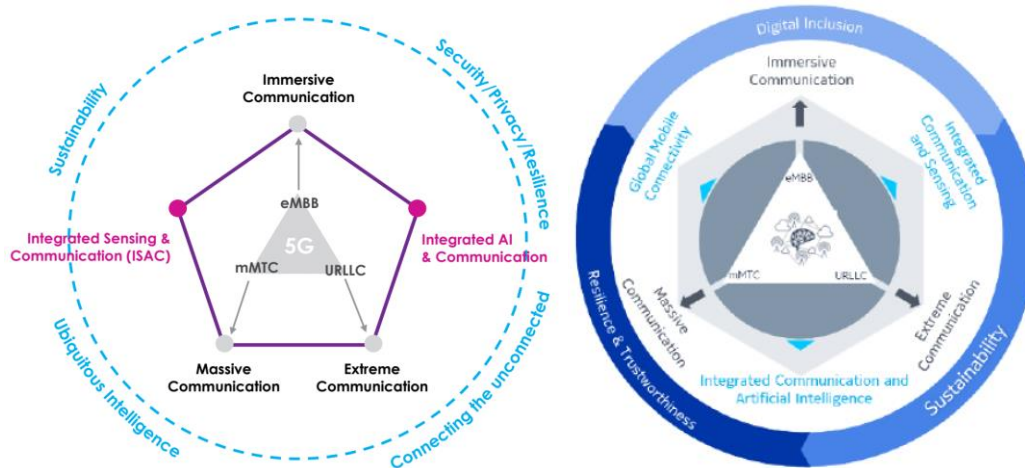 Sustainability
Security/Privacy/Resilience
Immersive
Communication
eMBB
5G
mMTC
URLLC
Integrated Sensing &
Communication (ISAC)
Integrated AI
& Communication
Massive
Communication
Extreme
Communication
Ubiquitous Intelligence
Connecting the unconnected
Digital Inclusion
Immersive
Communication
Global Mobile
Connectivity
Integrated
Communication
and Sensing
eMBB
mMTC
URLLC
Massive
Communication
Extreme
Communication
Integrated Communication and
Artificial Intelligence
Resilience & Trustworthiness
Sustainability